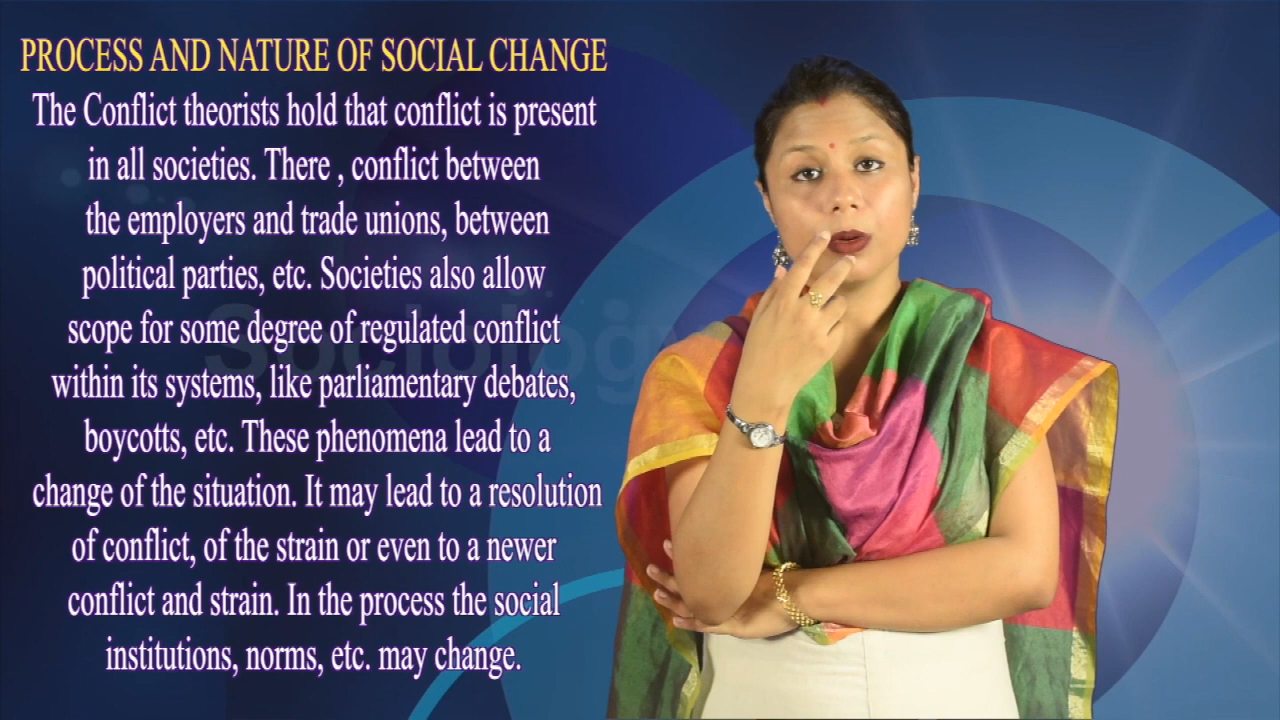 PROCESS AND NATURE OF SOCIAL CHANGE
The Conflict theorists hold that conflict is present
in all societies. There , conflict between
the employers and trade unions, between
political parties, etc. Societies also allow
scope for some degree of regulated conflict
within its systems, like parliamentary debates,
boycotts, etc. These phenomena lead to a
change of the situation. It may lead to a resolution
of conflict, of the strain or even to a newer
conflict and strain. In the process the social
institutions, norms, etc. may change.
Sociology